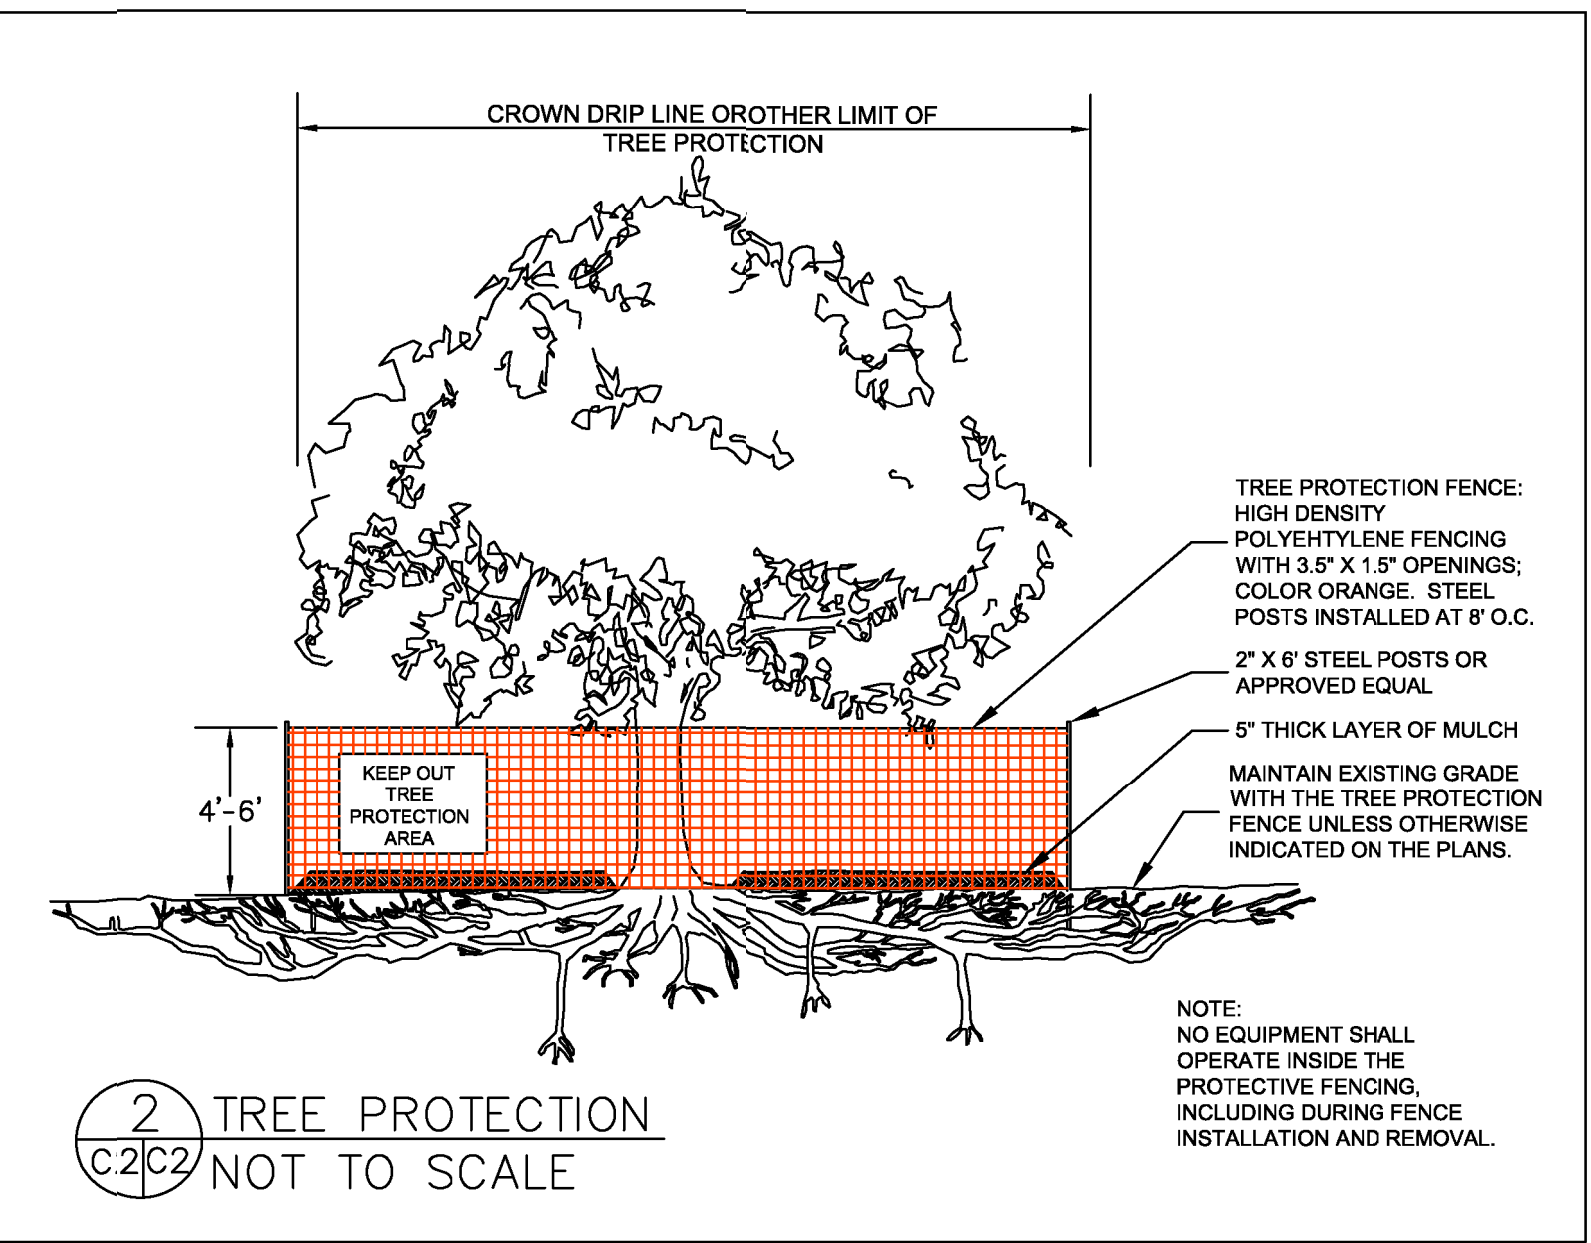 CROWN DRIP LINE OROTHER LIMIT OF
TREE PROTECTION
TREE PROTECTION FENCE:
HIGH DENSITY
POLYEHTYLENE FENCING
WITH 3.5" X 1.5" OPENINGS;
COLOR ORANGE. STEEL
POSTS INSTALLED AT 8' O.C.
2" X 6' STEEL POSTS OR
APPROVED EQUAL
5" THICK LAYER OF MULCH
MAINTAIN EXISTING GRADE
WITH THE TREE PROTECTION
FENCE UNLESS OTHERWISE
INDICATED ON THE PLANS.
KEEP OUT
TREE
PROTECTION
AREA
4'-6'
NOTE:
NO EQUIPMENT SHALL
OPERATE INSIDE THE
PROTECTIVE FENCING,
INCLUDING DURING FENCE
INSTALLATION AND REMOVAL.
2
C.2 C2
TREE PROTECTION
NOT TO SCALE